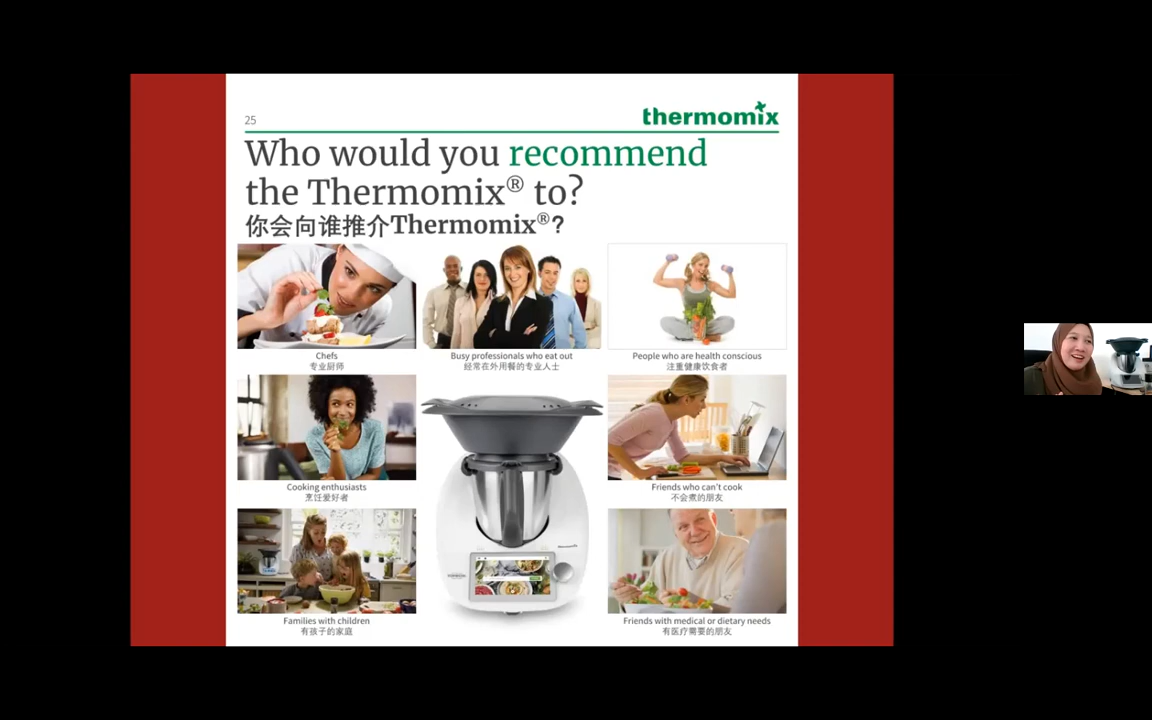 25
thermomix
Who would you recommend
the Thermomix® to?
你会向谁推介Thermomix®?
Chefs
专业厨师
Busy professionals who eat out
经常在外用餐的专业人士
People who are health conscious
注重健康饮食者
Cooking enthusiasts
烹饪爱好者
Friends who can't cook
不会煮的朋友
Families with children
有孩子的家庭
Friends with medical or dietary needs
有医疗需要的朋友